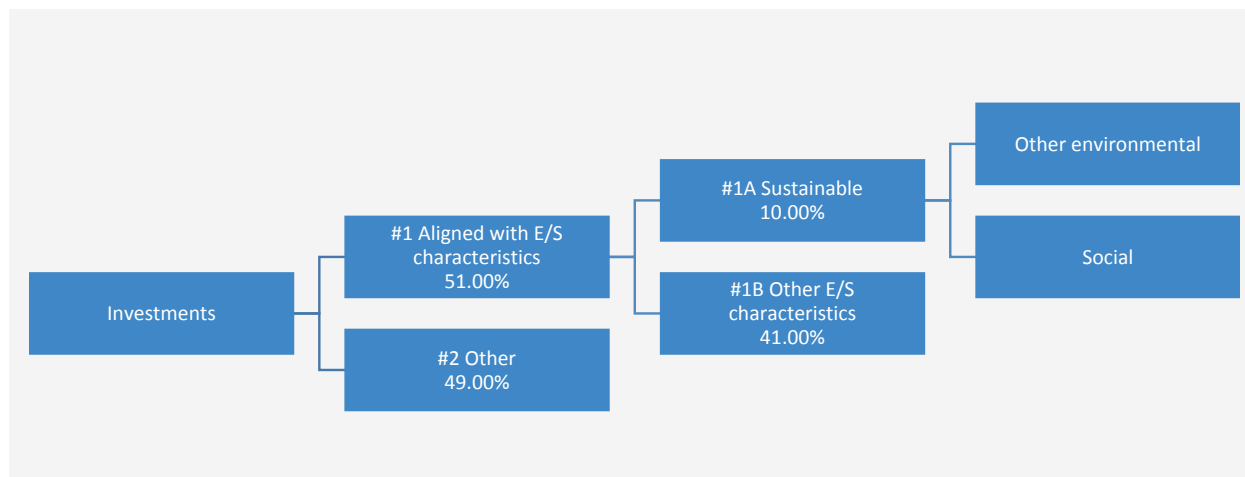 Investments
#1 Aligned with E/S
characteristics
51.00%
#2 Other
49.00%
#1A Sustainable
10.00%
#1B Other E/S
characteristics
41.00%
Other environmental
Social